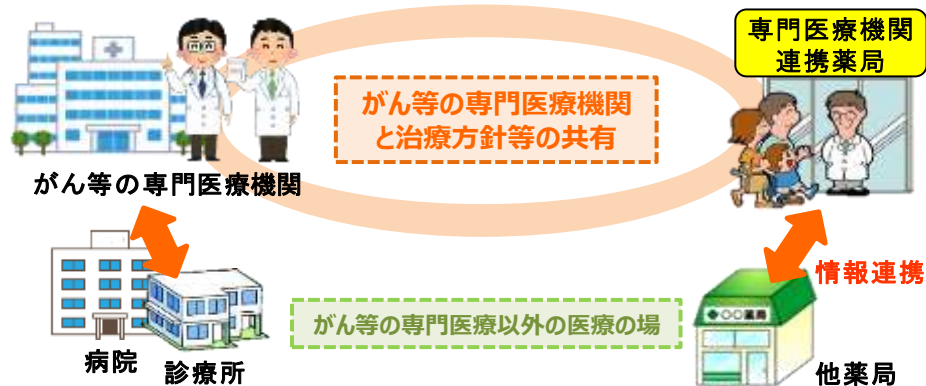 専門医療機関
連携薬局
がん等の専門医療機関
と治療方針等の共有
がん等の専門医療機関
情報連携
○○薬局
がん等の専門医療以外の医療の場
病院
診療所
他薬局